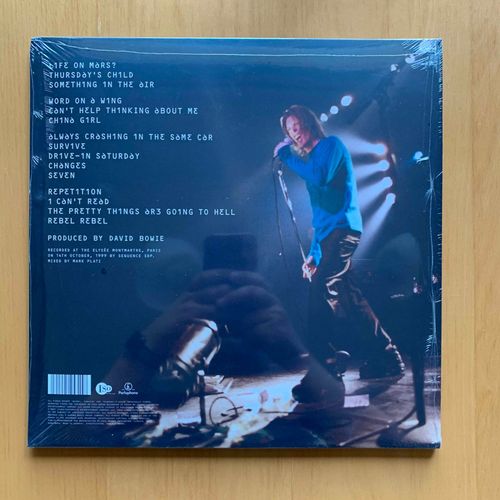 LIFE ON MARS?
THURSDAY'S CHILD
SOMETHING IN THE AIR
WORD ON A WING
CAN'T HELP THINKING ABOUT ME
CHINA GIRL
ALWAYS CRASHING IN THE SAME CAR
SURVIVE
DRIVE-IN SATURDAY
CHANGES
SEVEN
REPETITION
I CAN'T READ
THE PRETTY THINGS AR3 GOING TO HELL
REBEL REBEL
PRODUCED BY DAVID BOWIE
RECORDED AT THE ELYSÉE MONTMARTRE, PARIS
ON 14TH OCTOBER, 1999 BY SEQUENCE SDP.
MIXED BY MARK PLATI
ISO
Parlophone